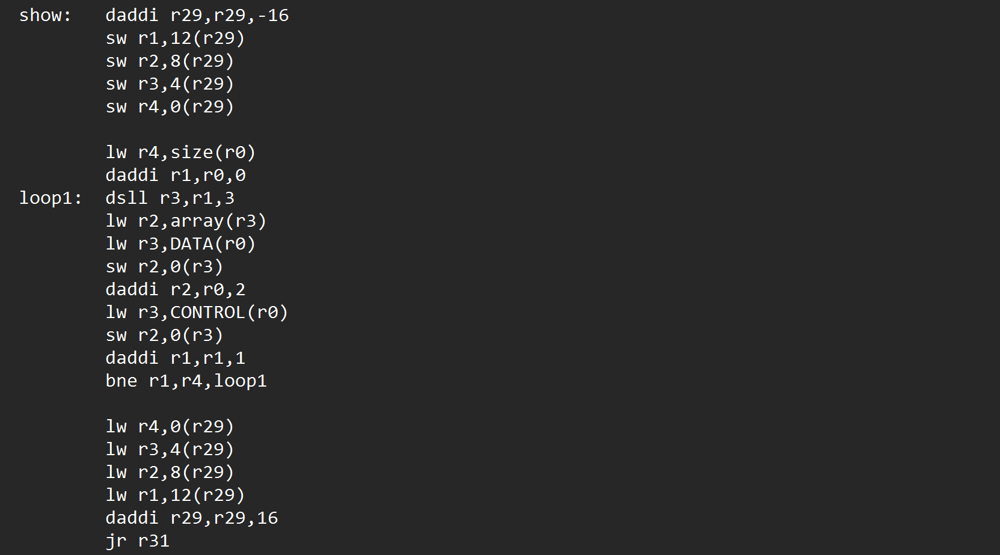 show:   daddi r29,r29,-16
        sw r1,12(r29)
        sw r2,8(r29)
        sw r3,4(r29)
        sw r4,0(r29)

        lw r4,size(r0)
        daddi r1,r0,0
loop1:  dsll r3,r1,3
        lw r2,array(r3)
        lw r3,DATA(r0)
        sw r2,0(r3)
        daddi r2,r0,2
        lw r3,CONTROL(r0)
        sw r2,0(r3)
        daddi r1,r1,1
        bne r1,r4,loop1

        lw r4,0(r29)
        lw r3,4(r29)
        lw r2,8(r29)
        lw r1,12(r29)
        daddi r29,r29,16
        jr r31